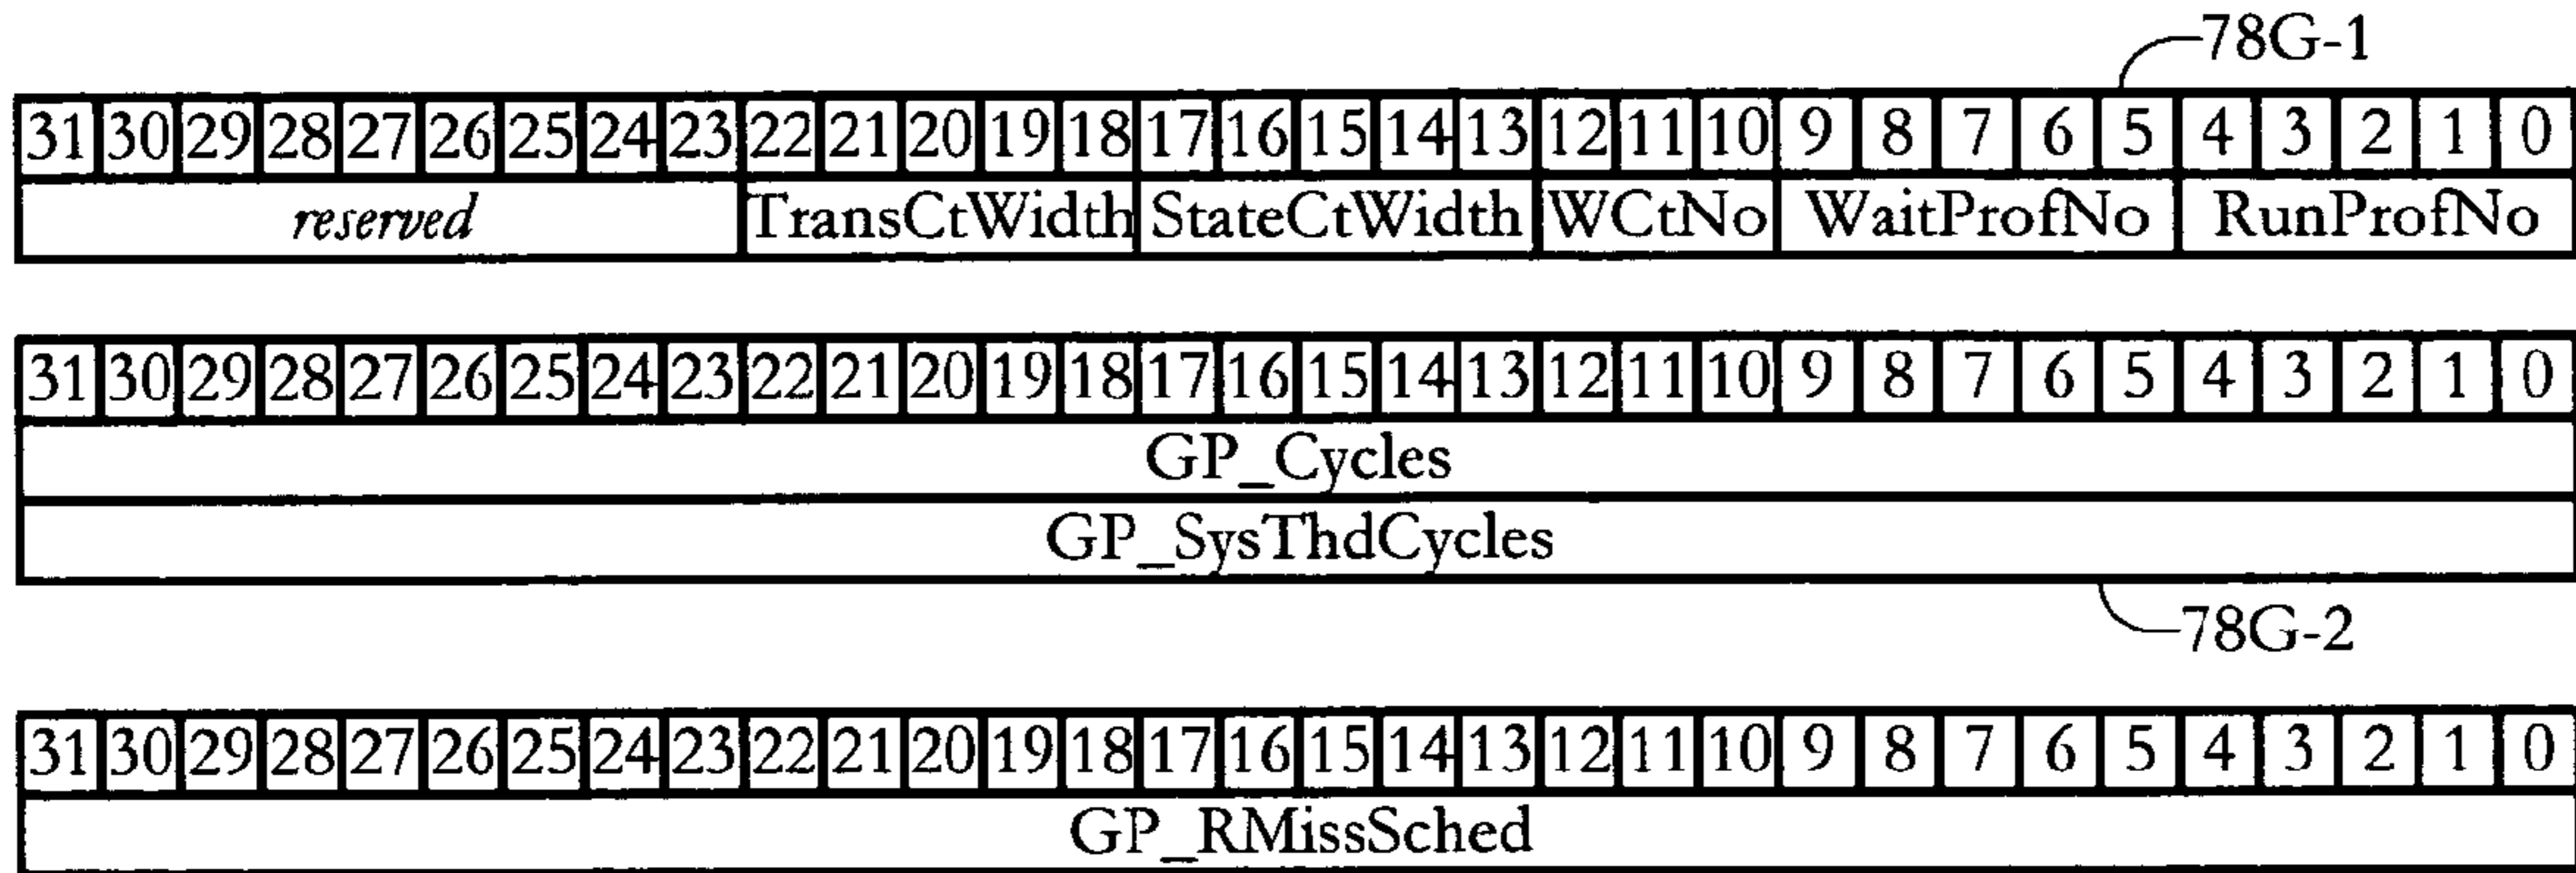 78G-1
31 30 29 28 27 26 25 24 23 22 21 20 19 18 17 16 15 14 13 12 11 10 9 8 7 6 5 4 3 2 1 0
reserved TransCtWidth StateCtWidth WCtNo WaitProfNo RunProfNo
31 30 29 28 27 26 25 24 23 22 21 20 19 18 17 16 15 14 13 12 11 10 9 8 7 6 5 4 3 2 1 0
GP_Cycles
GP_SysThdCycles
78G-2
31 30 29 28 27 26 25 24 23 22 21 20 19 18 17 16 15 14 13 12 11 10 9 8 7 6 5 4 3 2 1 0
GP_RMissSched